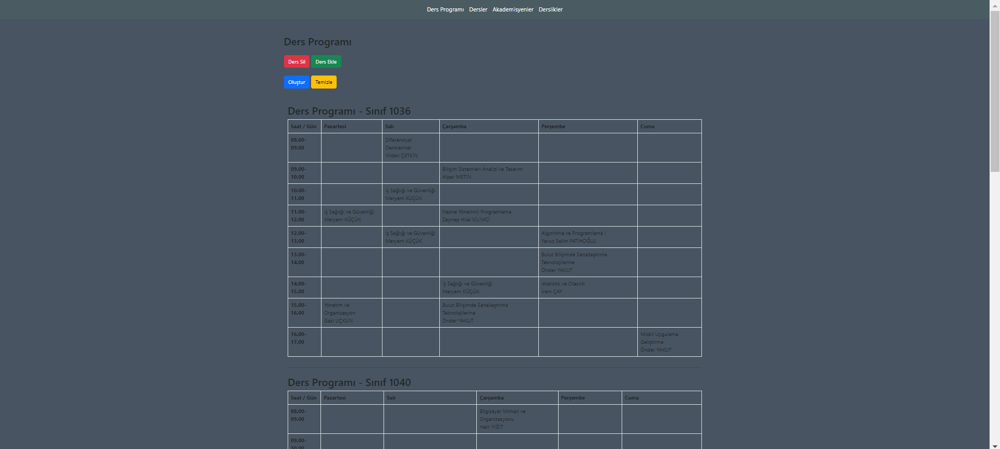 Ders Programı Dersler Akademisyenler Derslikler
Ders Programı
Ders Sil Ders Ekle
Oluştur Temizle
Ders Programı - Sınıf 1036
Saat / Gün Pazartesi Salı Çarşamba Perşembe Cuma
08.00-
09.00
Diferansiyel
Denklemler
Vildan ÇETKİN
09.00-
10.00
Bilişim Sistemleri Analizi ve Tasarım
Alper METİN
10.00-
11.00
İş Sağlığı ve Güvenliği
Meryem KÜÇÜK
11.00-
12.00
İş Sağlığı ve Güvenliği
Meryem KÜÇÜK
Nesne Yönelimli Programlama
Zeynep Hilal KİLİMCİ
12.00-
13.00
İş Sağlığı ve Güvenliği
Meryem KÜÇÜK
Algoritma ve Programlama I
Yavuz Selim FATİHOĞLU
13.00-
14.00
Bulut Bilişimde Sanallaştırma
Teknolojilerine
Önder YAKUT
14.00-
15.00
İş Sağlığı ve Güvenliği
Meryem KÜÇÜK
İstatistik ve Olasılık
İrem ÇAY
15.00-
16.00
Yönetim ve
Organizasyon
Gazi UÇKUN
Bulut Bilişimde Sanallaştırma
Teknolojilerine
Önder YAKUT
16.00-
17.00
Mobil Uygulama
Geliştirme
Önder YAKUT
Ders Programı - Sınıf 1040
Saat / Gün Pazartesi Salı Çarşamba Perşembe Cuma
08.00-
09.00
Bilgisayar Mimari ve
Organizasyonu
Halil YİĞİT
09.00-
10.00